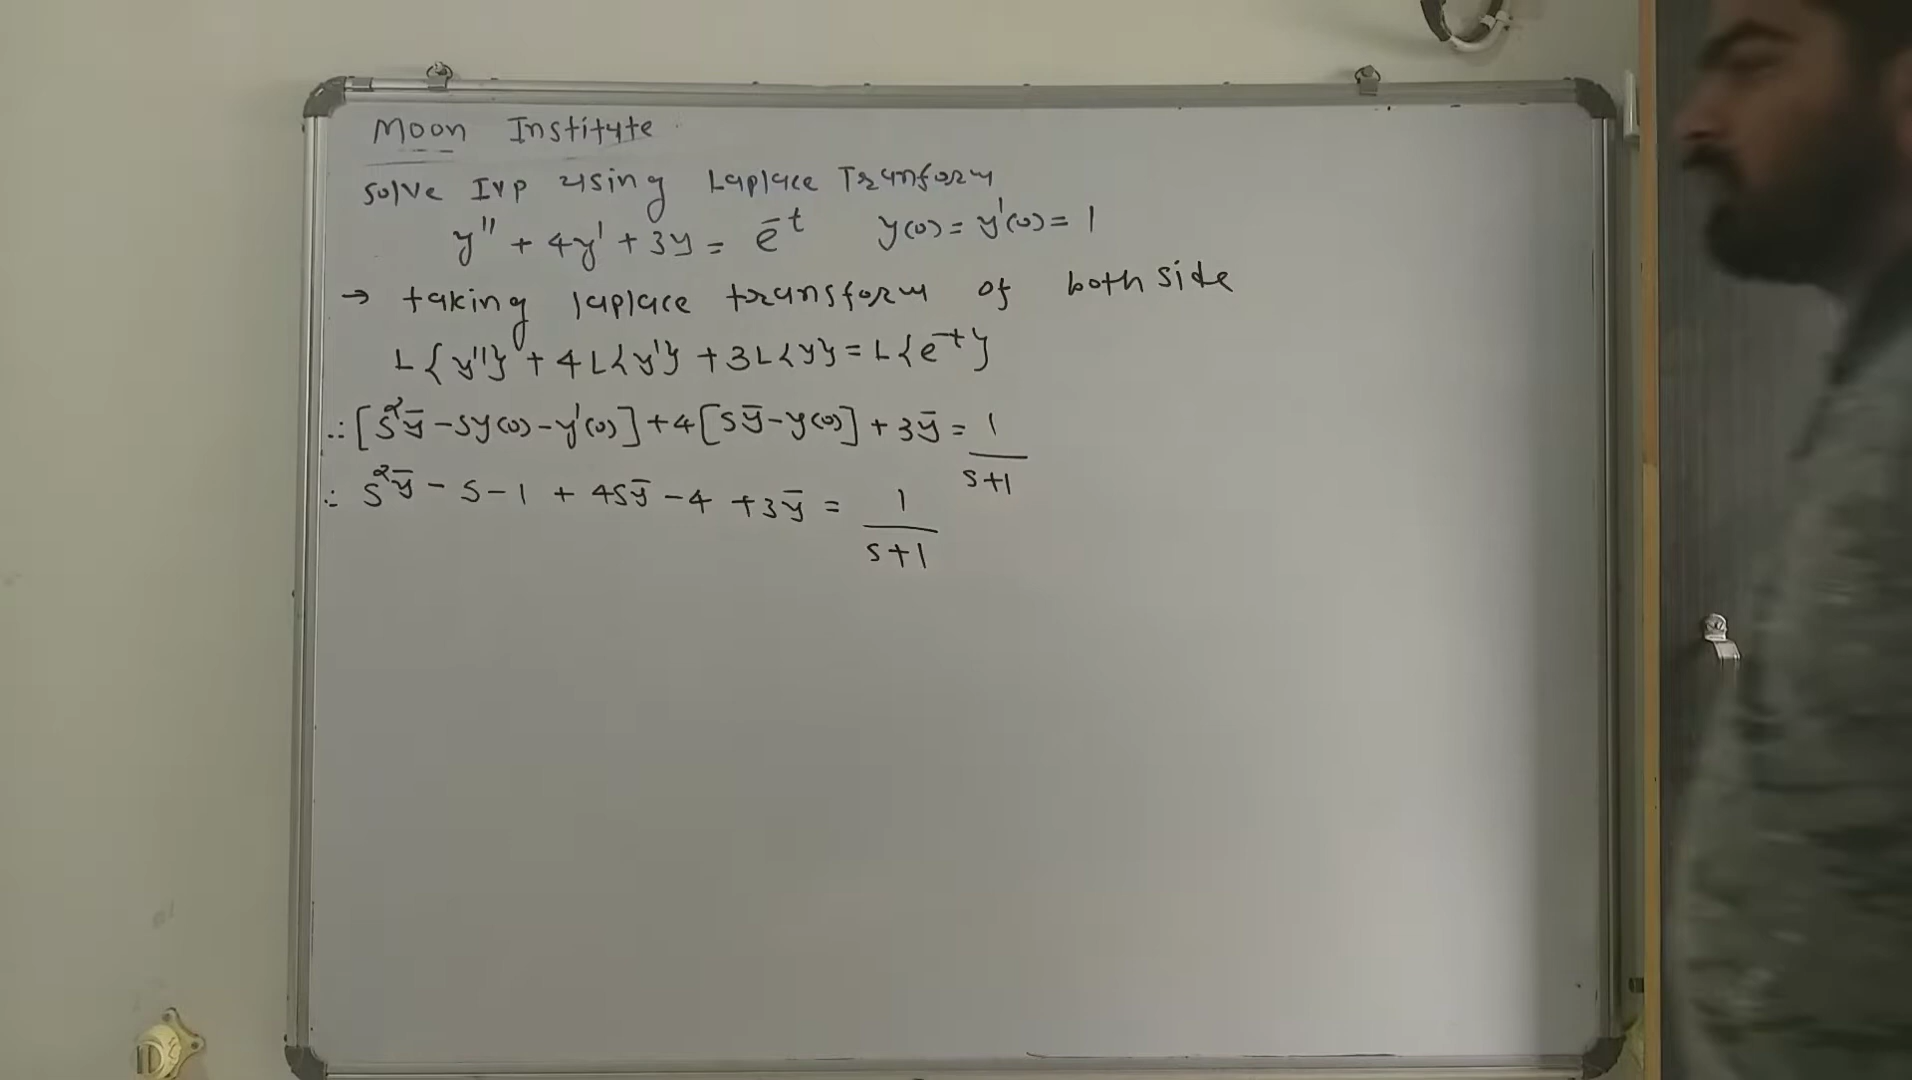 Moon Institute
Solve IVP using Laplace Transform
y'' + 4y' + 3y = e^-t y(0) = y'(0) = 1
→ taking laplace transform of both side
L{y''} + 4L{y'} + 3L{y} = L{e^-t}
∴ [s²ȳ - sy(0) - y'(0)] + 4[sȳ - y(0)] + 3ȳ = 1/(s+1)
∴ s²ȳ - s - 1 + 4sȳ - 4 + 3ȳ = 1/(s+1)